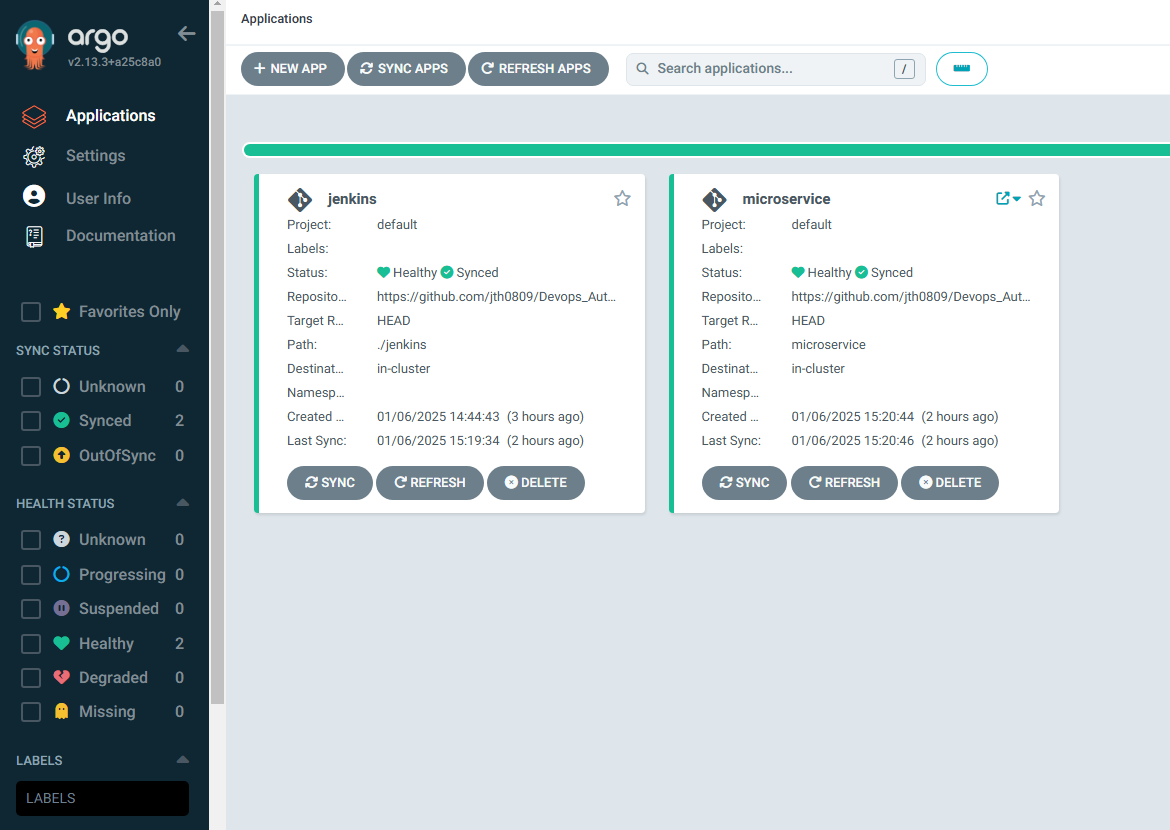 argo
v2.13.3+a25c8a0
Applications
Settings
User Info
Documentation
Favorites Only
SYNC STATUS
Unknown 0
Synced 2
OutOfSync 0
HEALTH STATUS
Unknown 0
Progressing 0
Suspended 0
Healthy 2
Degraded 0
Missing 0
LABELS
LABELS
Applications
NEW APP SYNC APPS REFRESH APPS Search applications... /
jenkins
Project: default
Labels:
Status: Healthy Synced
Reposito... https://github.com/jth0809/Devops_Aut...
Target R... HEAD
Path: ./jenkins
Destinat... in-cluster
Namesp...
Created ... 01/06/2025 14:44:43 (3 hours ago)
Last Sync: 01/06/2025 15:19:34 (2 hours ago)
SYNC REFRESH DELETE
microservice
Project: default
Labels:
Status: Healthy Synced
Reposito... https://github.com/jth0809/Devops_Aut...
Target R... HEAD
Path: microservice
Destinat... in-cluster
Namesp...
Created ... 01/06/2025 15:20:44 (2 hours ago)
Last Sync: 01/06/2025 15:20:46 (2 hours ago)
SYNC REFRESH DELETE